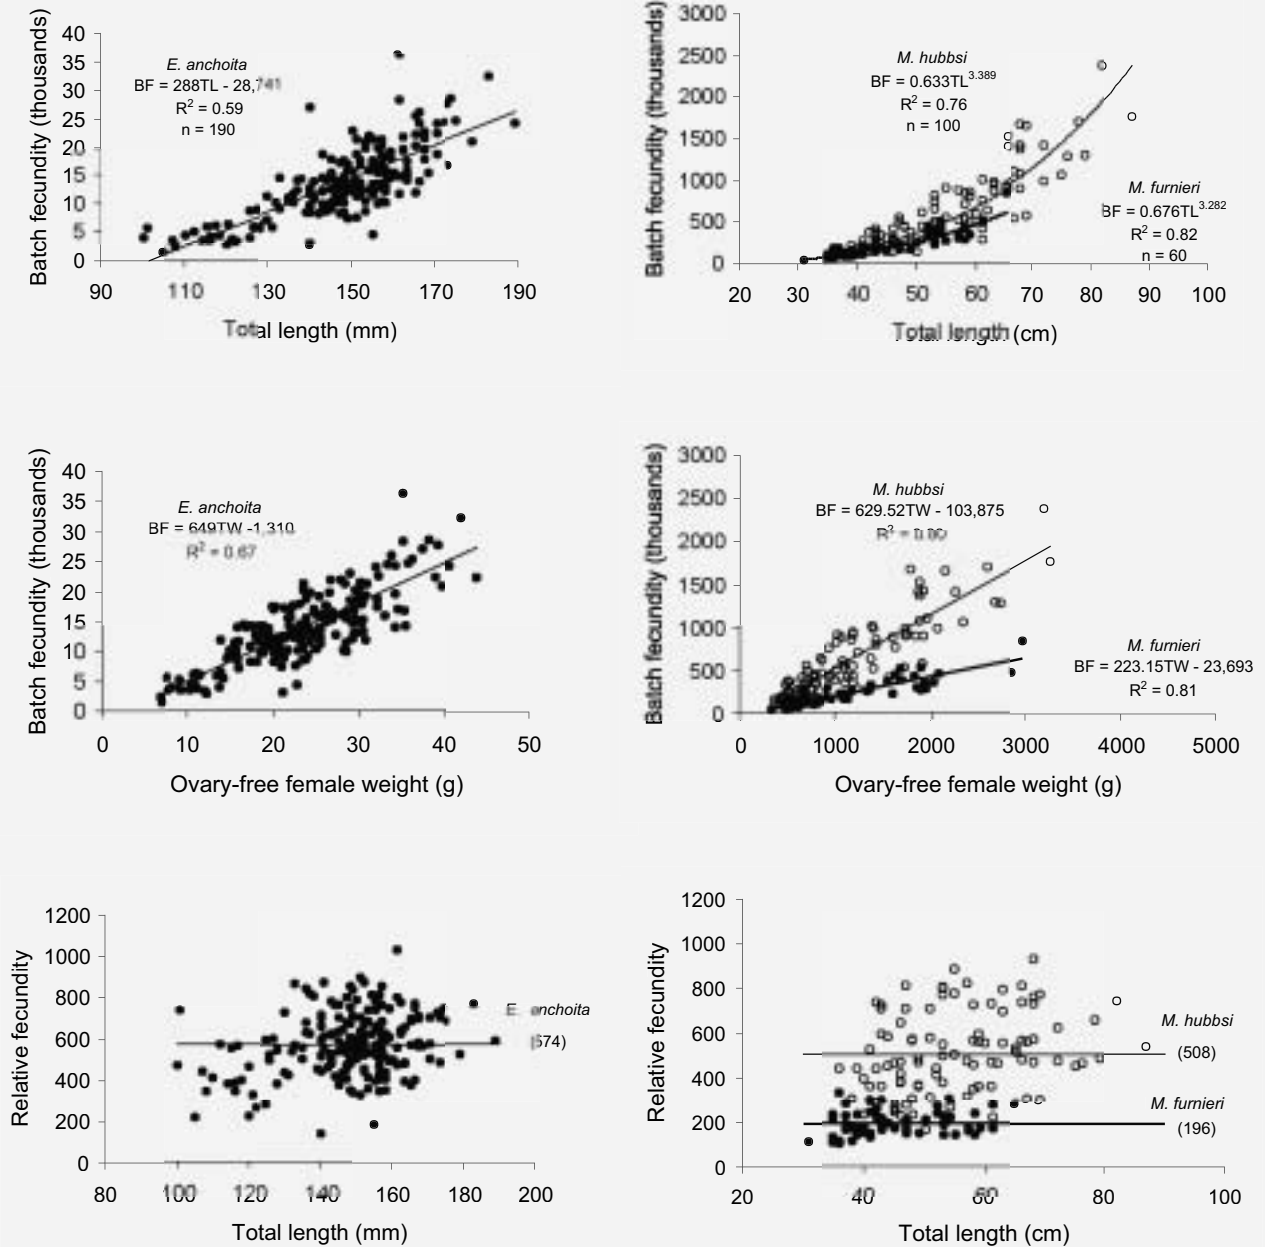 Batch fecundity (thousands)
40
35
30
25
20
15
10
5
0
E. anchoita
BF = 288TL - 28,741
R² = 0.59
n = 190
90 110 130 150 170 190
Total length (mm)
Batch fecundity (thousands)
3000
2500
2000
1500
1000
500
0
M. hubbsi
BF = 0.633TL^3.389
R² = 0.76
n = 100
M. furnieri
BF = 0.676TL^3.282
R² = 0.82
n = 60
20 30 40 50 60 70 80 90 100
Total length (cm)
Batch fecundity (thousands)
40
35
30
25
20
15
10
5
0
E. anchoita
BF = 649TW -1,310
R² = 0.67
0 10 20 30 40 50
Ovary-free female weight (g)
Batch fecundity (thousands)
3000
2500
2000
1500
1000
500
0
M. hubbsi
BF = 629.52TW - 103,875
R² =
M. furnieri
BF = 223.15TW - 23,693
R² = 0.81
0 1000 2000 3000 4000 5000
Ovary-free female weight (g)
Relative fecundity
1200
1000
800
600
400
200
0
E. anchoita
80 100 120 140 160 180 200
Total length (mm)
Relative fecundity
1200
1000
800
600
400
200
0
M. hubbsi
(508)
M. furnieri
(196)
20 40 60 80 100
Total length (cm)